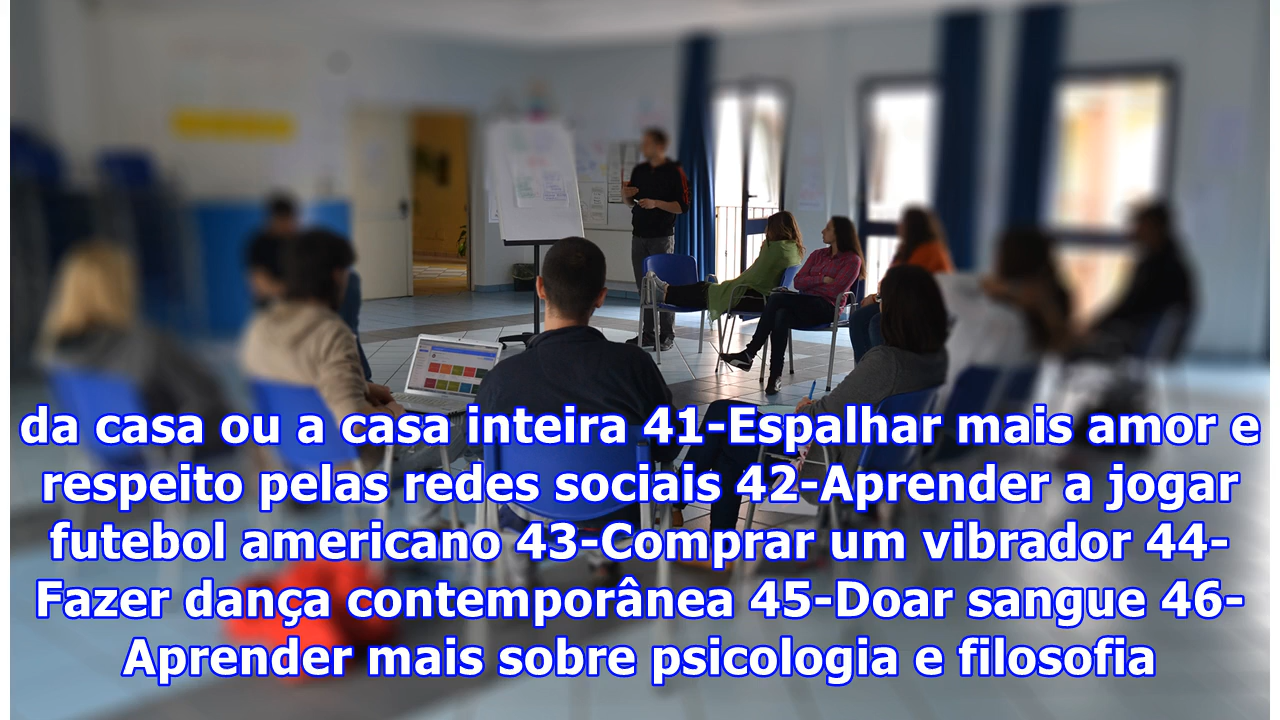 da casa ou a casa inteira 41-Espalhar mais amor e
respeito pelas redes sociais 42-Aprender a jogar
futebol americano 43-Comprar um vibrador 44-
Fazer dança contemporânea 45-Doar sangue 46-
Aprender mais sobre psicologia e filosofia